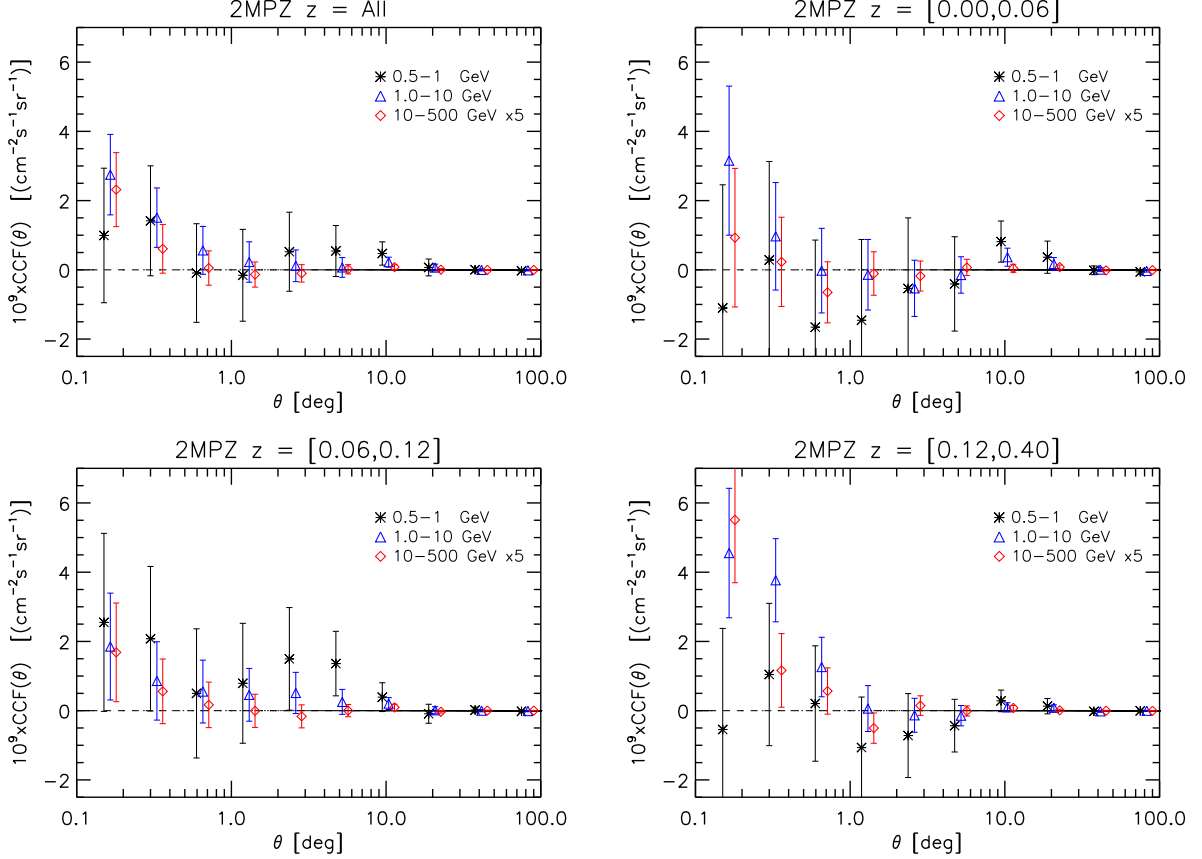 2MPZ z = All
10⁹xCCF(θ) [(cm⁻²s⁻¹sr⁻¹)]
6
4
2
0
−2
0.5−1 GeV
1.0−10 GeV
10−500 GeV x5
0.1 1.0 10.0 100.0
θ [deg]
2MPZ z = [0.00,0.06]
10⁹xCCF(θ) [(cm⁻²s⁻¹sr⁻¹)]
6
4
2
0
−2
0.5−1 GeV
1.0−10 GeV
10−500 GeV x5
0.1 1.0 10.0 100.0
θ [deg]
2MPZ z = [0.06,0.12]
10⁹xCCF(θ) [(cm⁻²s⁻¹sr⁻¹)]
6
4
2
0
−2
0.5−1 GeV
1.0−10 GeV
10−500 GeV x5
0.1 1.0 10.0 100.0
θ [deg]
2MPZ z = [0.12,0.40]
10⁹xCCF(θ) [(cm⁻²s⁻¹sr⁻¹)]
6
4
2
0
−2
0.5−1 GeV
1.0−10 GeV
10−500 GeV x5
0.1 1.0 10.0 100.0
θ [deg]